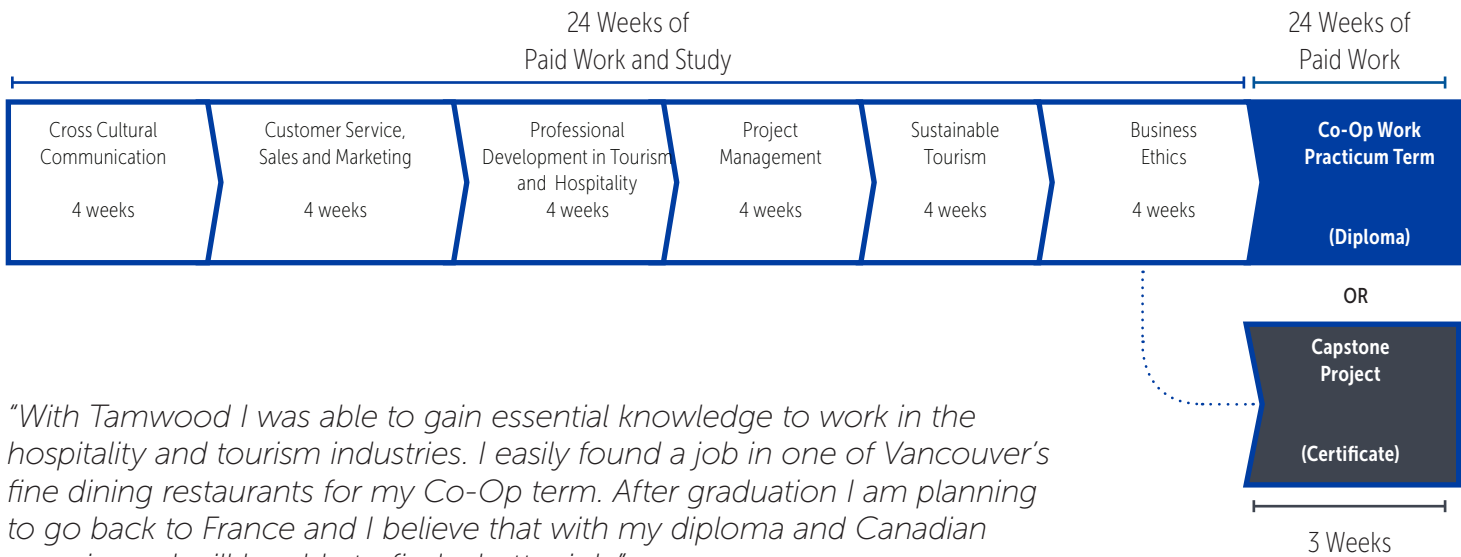 24 Weeks of
Paid Work and Study
24 Weeks of
Paid Work
Cross Cultural
Communication
4 weeks
Customer Service,
Sales and Marketing
4 weeks
Professional
Development in Tourism
and Hospitality
4 weeks
Project
Management
4 weeks
Sustainable
Tourism
4 weeks
Business
Ethics
4 weeks
Co-Op Work
Practicum Term
(Diploma)
OR
Capstone
Project
(Certificate)
3 Weeks
"With Tamwood I was able to gain essential knowledge to work in the
hospitality and tourism industries. I easily found a job in one of Vancouver's
fine dining restaurants for my Co-Op term. After graduation I am planning
to go back to France and I believe that with my diploma and Canadian